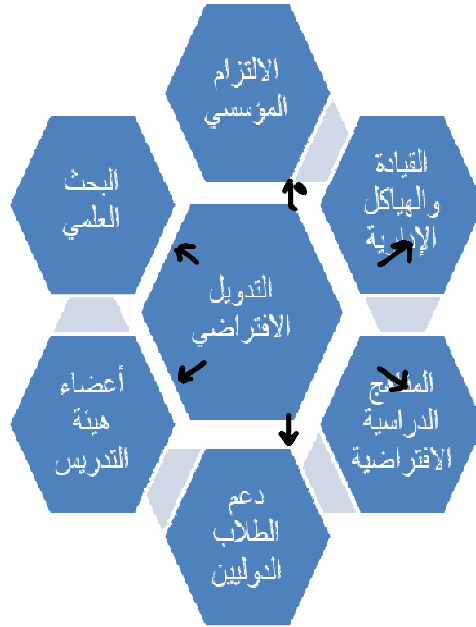 الالتزام
المؤسسي
القيادة
والهياكل
الإدارية
البحث
العلمي
التدويل
الافتراضي
المناهج
الدراسية
الافتراضية
أعضاء
هيئة
التدريس
دعم
الطلاب
الدوليين